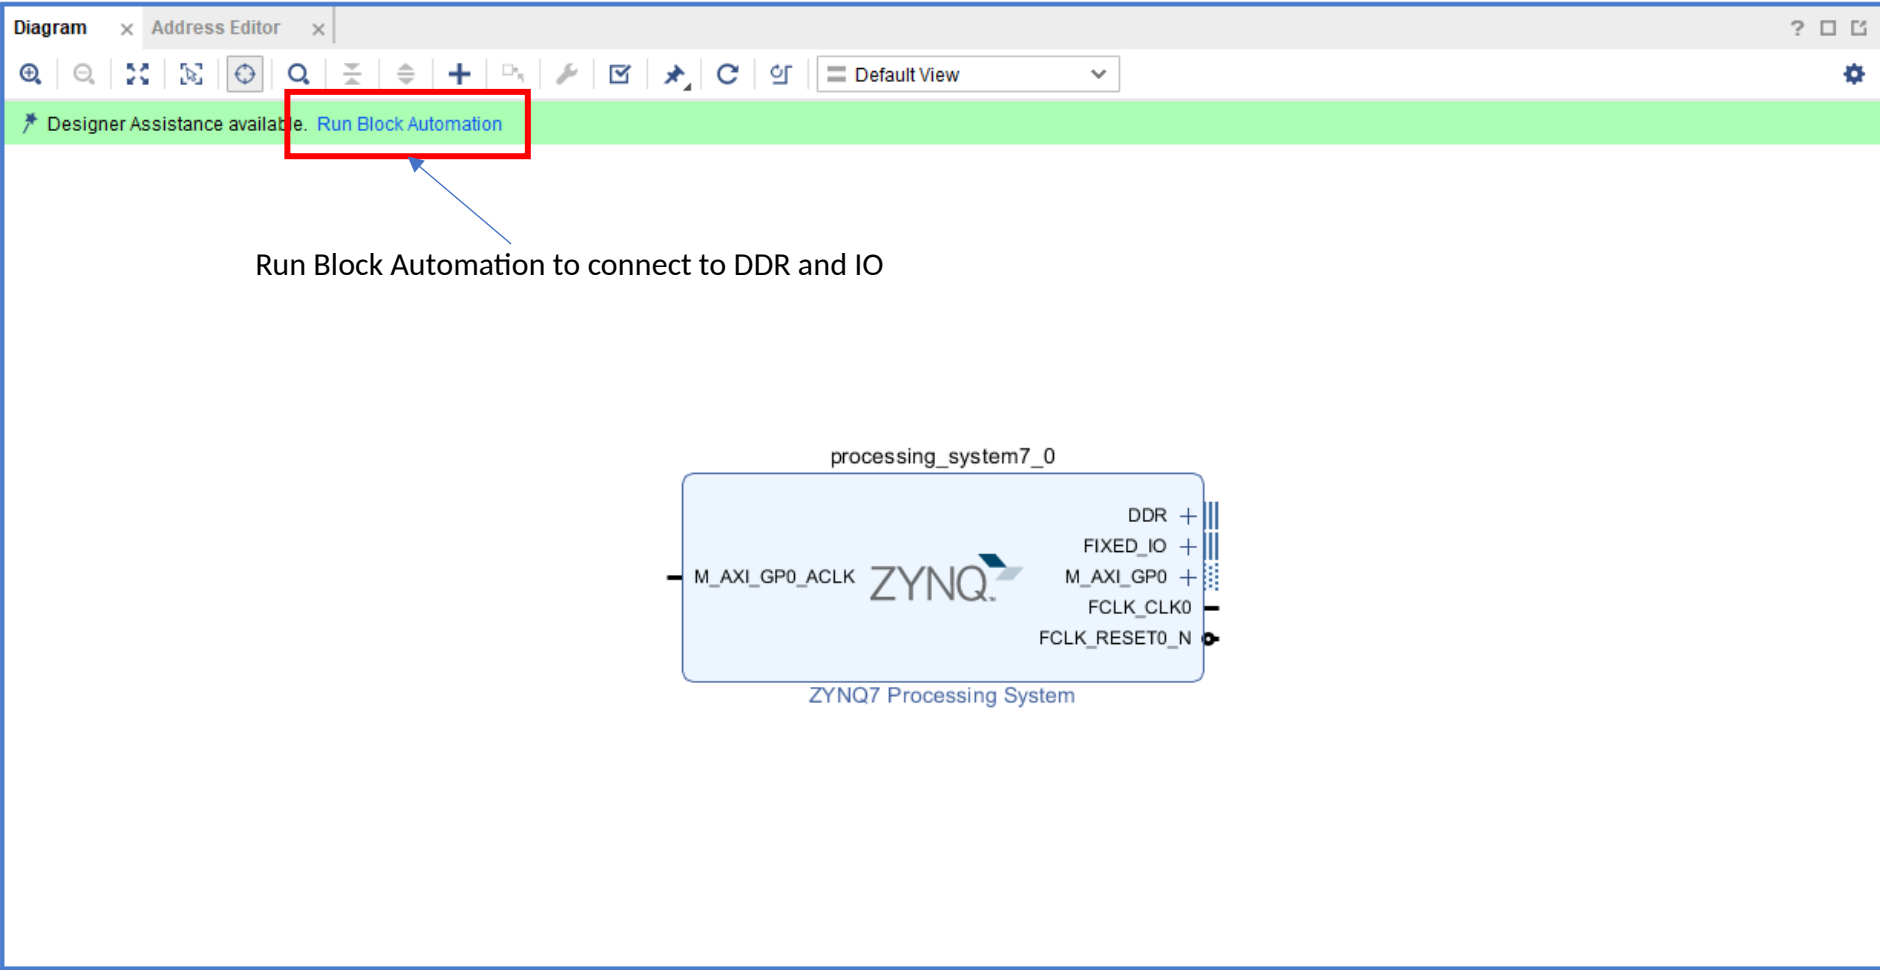 Diagram
Address Editor
?
Default View
Designer Assistance available. Run Block Automation
Run Block Automation to connect to DDR and IO
processing_system7_0
DDR
FIXED_IO
M_AXI_GP0_ACLK ZYNQ M_AXI_GP0
FCLK_CLK0
FCLK_RESET0_N
ZYNQ7 Processing System